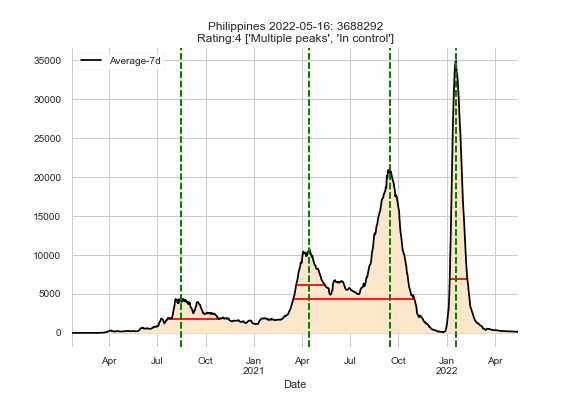 Philippines 2022-05-16: 3688292
Rating:4 ['Multiple peaks', 'In control']
Average-7d
35000
30000
25000
20000
15000
10000
5000
0
Apr Jul Oct Jan Apr Jul Oct Jan Apr
2021 2022
Date